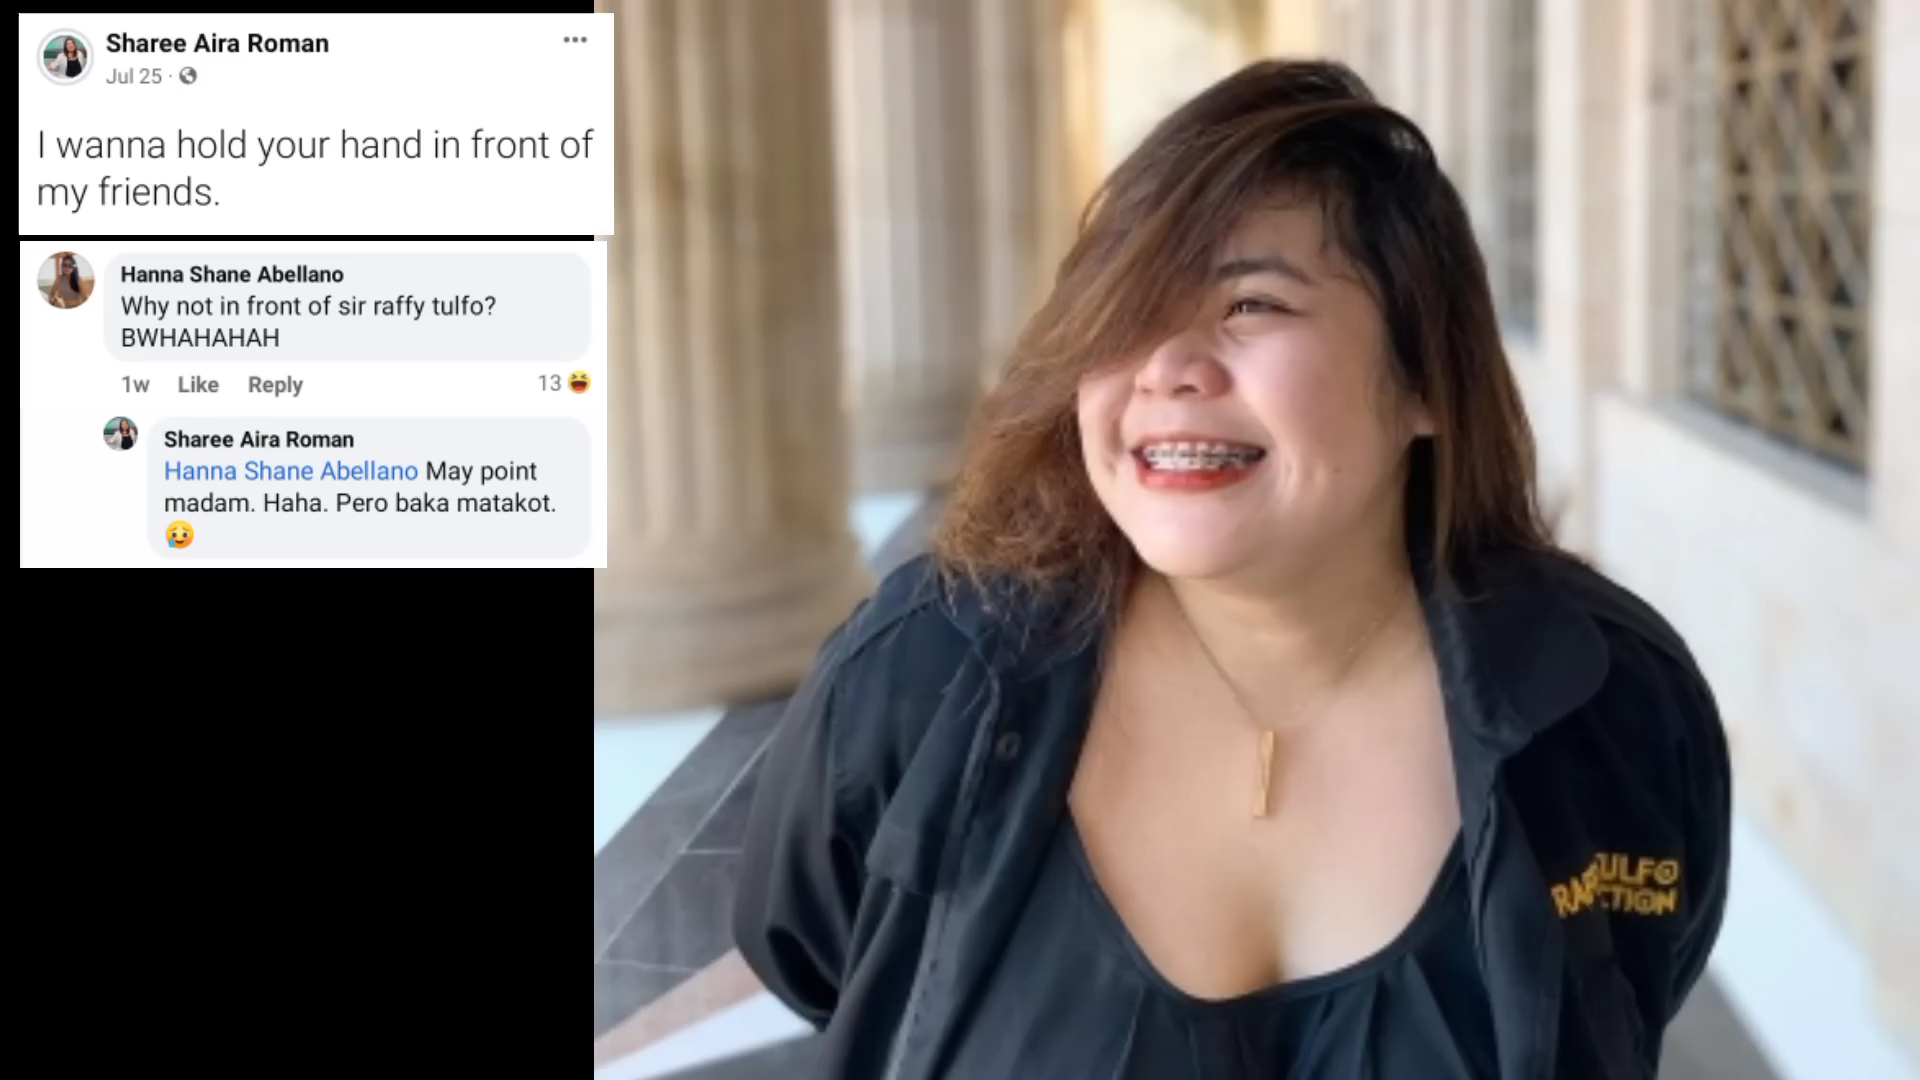 Sharee Aira Roman
Jul 25 ·
I wanna hold your hand in front of
my friends.
Hanna Shane Abellano
Why not in front of sir raffy tulfo?
BWHAHAHAH
1w Like Reply 13
Sharee Aira Roman
Hanna Shane Abellano May point
madam. Haha. Pero baka matakot.